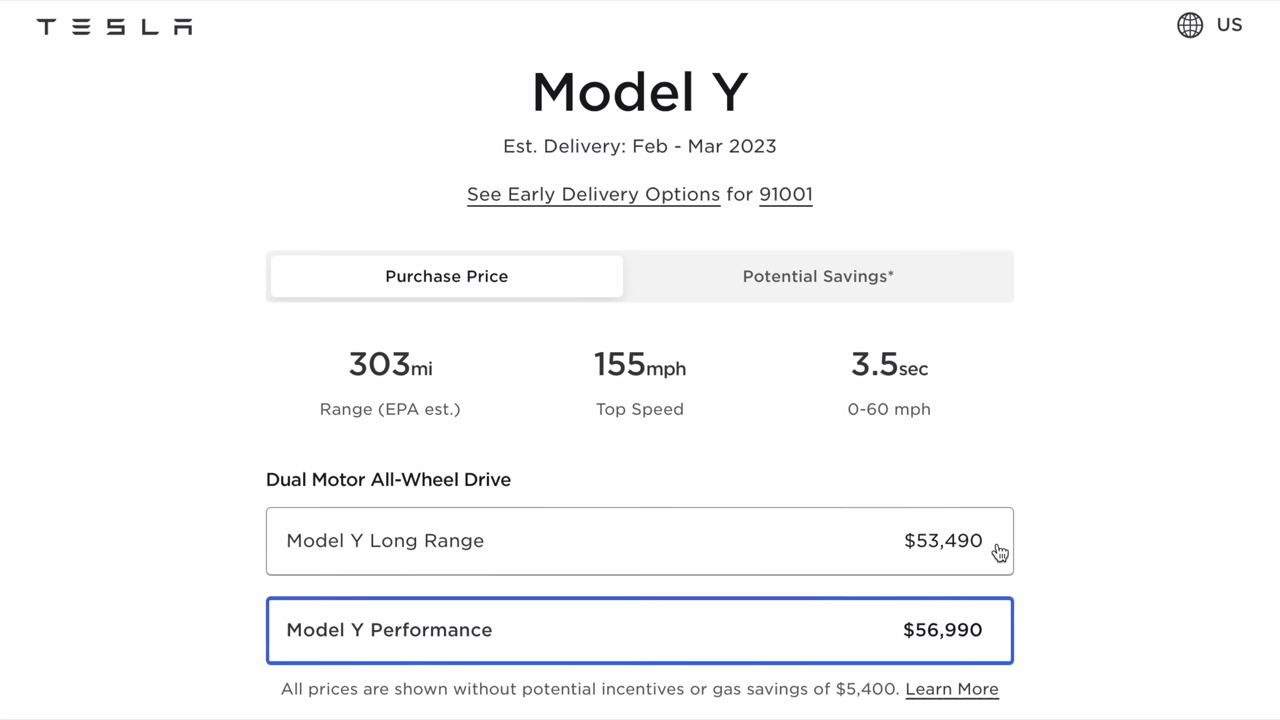 TESLA
US
Model Y
Est. Delivery: Feb - Mar 2023
See Early Delivery Options for 91001
Purchase Price
Potential Savings*
303mi
155mph
3.5sec
Range (EPA est.)
Top Speed
0-60 mph
Dual Motor All-Wheel Drive
Model Y Long Range
$53,490
Model Y Performance
$56,990
All prices are shown without potential incentives or gas savings of $5,400. Learn More